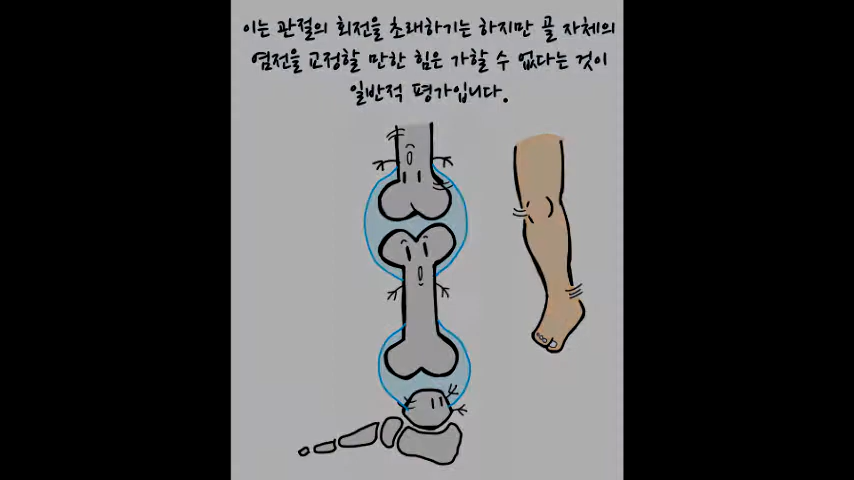 이는 관절의 회전을 초래하기는 하지만 골 자체의
염전을 교정할 만한 힘은 가할 수 없다는 것이
일반적 평가입니다.